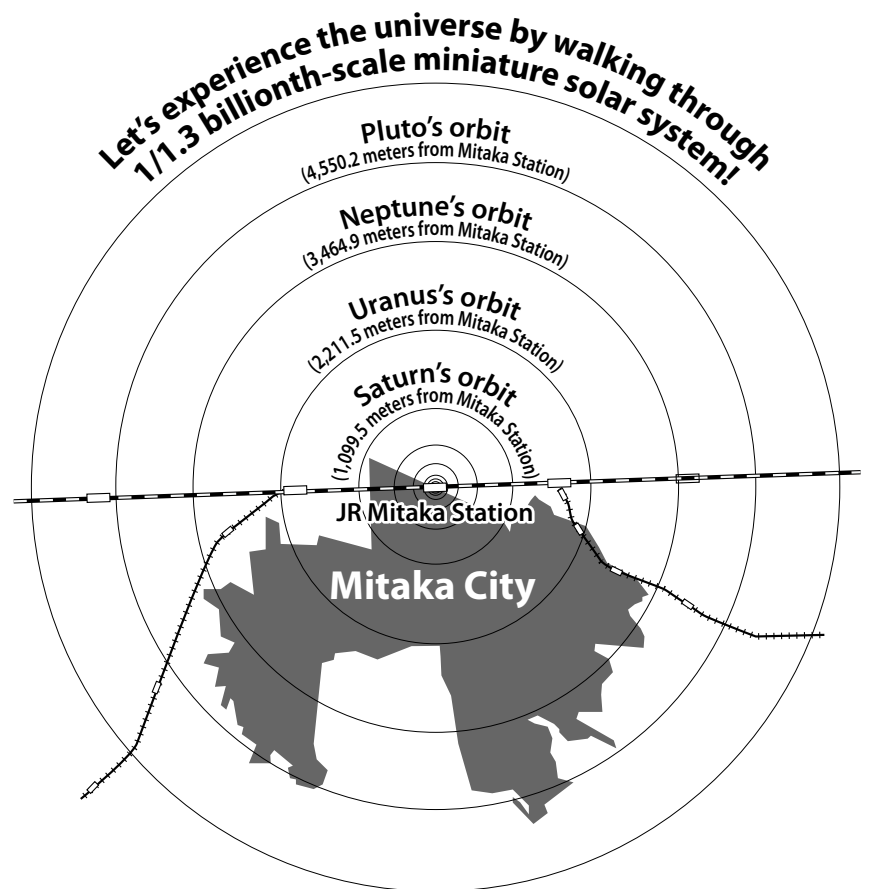 Let's experience the universe by walking through
1/1.3 billionth-scale miniature solar system!
Pluto's orbit
(4,550.2 meters from Mitaka Station)
Neptune's orbit
(3,464.9 meters from Mitaka Station)
Uranus's orbit
(2,211.5 meters from Mitaka Station)
Saturn's orbit
(1,099.5 meters from Mitaka Station)
JR Mitaka Station
Mitaka City